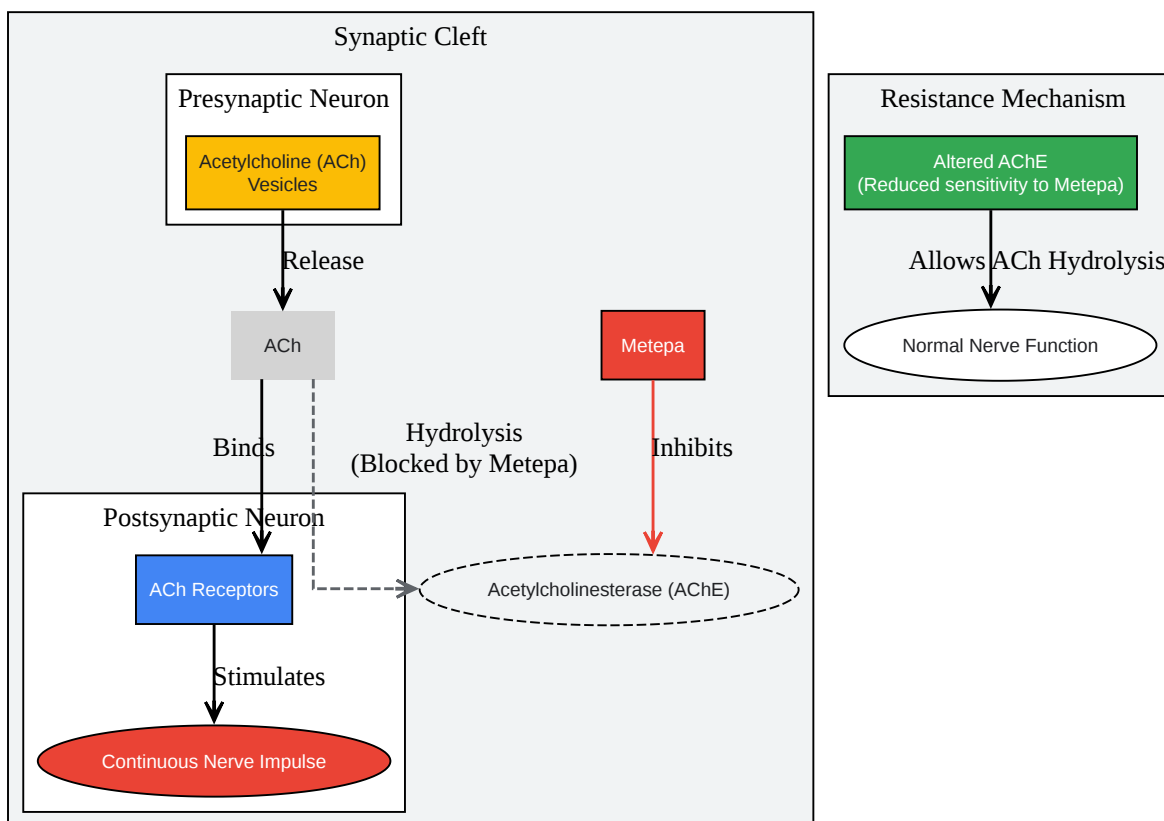 Synaptic Cleft
Presynaptic Neuron
Acetylcholine (ACh)
Vesicles
Release
ACh
Metepa
Binds
Hydrolysis
(Blocked by Metepa)
Inhibits
Postsynaptic Neuron
ACh Receptors
Acetylcholinesterase (AChE)
Stimulates
Continuous Nerve Impulse
Resistance Mechanism
Altered AChE
(Reduced sensitivity to Metepa)
Allows ACh Hydrolysis
Normal Nerve Function